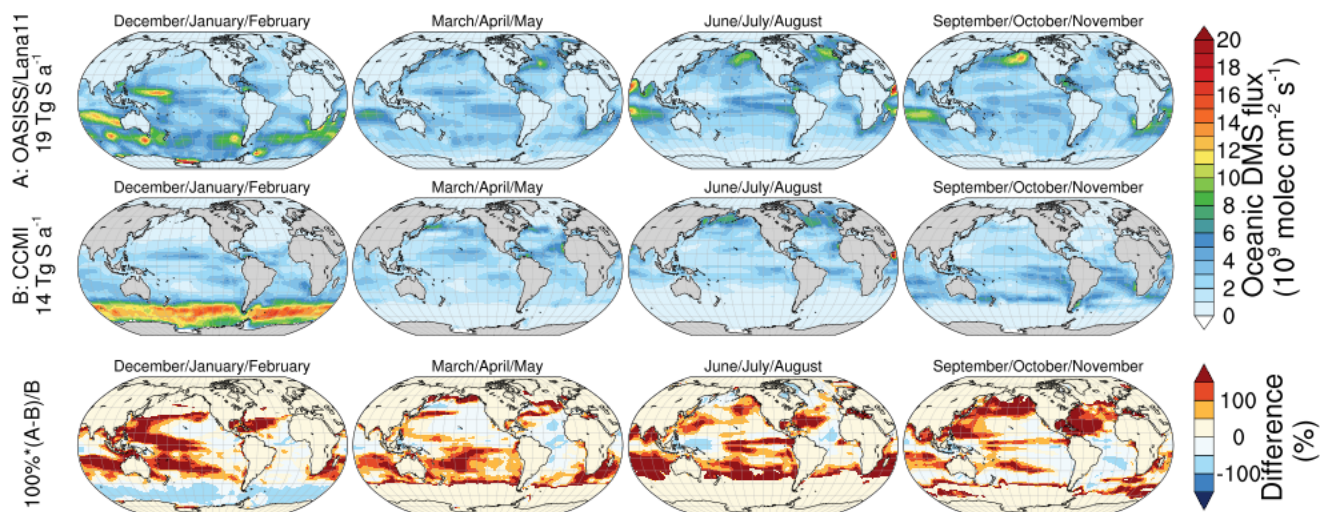 December/January/February
March/April/May
June/July/August
September/October/November
A: OASISS/Lana11
19 Tg S a⁻¹
20
18
16
14
12
10
8
6
4
2
0
Oceanic DMS flux
(10⁹ molec cm⁻² s⁻¹)
December/January/February
March/April/May
June/July/August
September/October/November
B: CCMI
14 Tg S a⁻¹
December/January/February
March/April/May
June/July/August
September/October/November
100%*(A-B)/B
100
0
-100
Difference
(%)